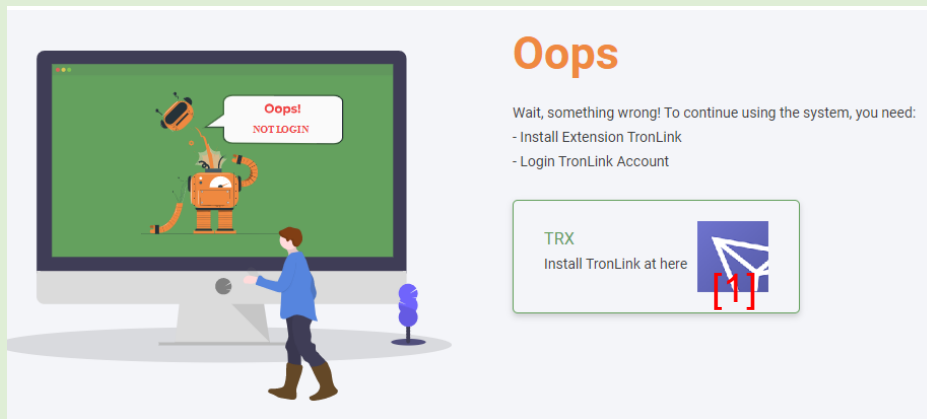 Oops
Wait, something wrong! To continue using the system, you need:
- Install Extension TronLink
- Login TronLink Account
Oops!
NOT LOGIN
TRX
Install TronLink at here
[1]